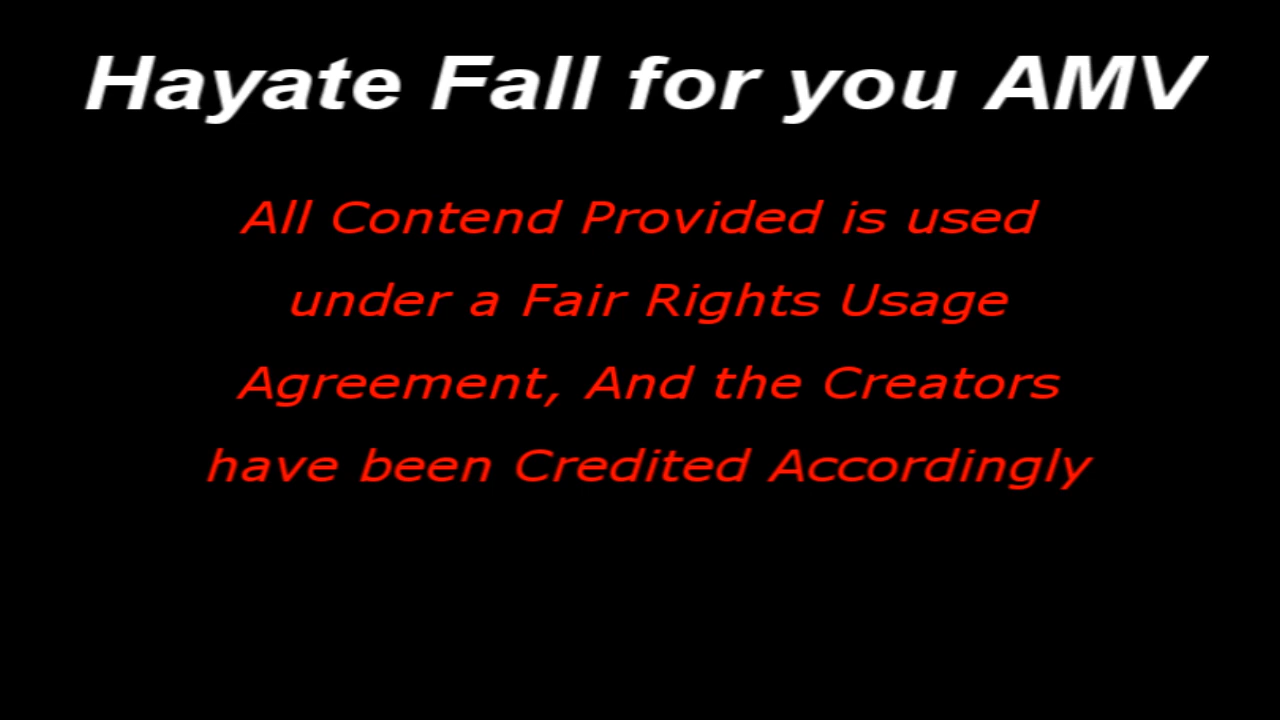 Hayate Fall for you AMV
All Contend Provided is used
under a Fair Rights Usage
Agreement, And the Creators
have been Credited Accordingly